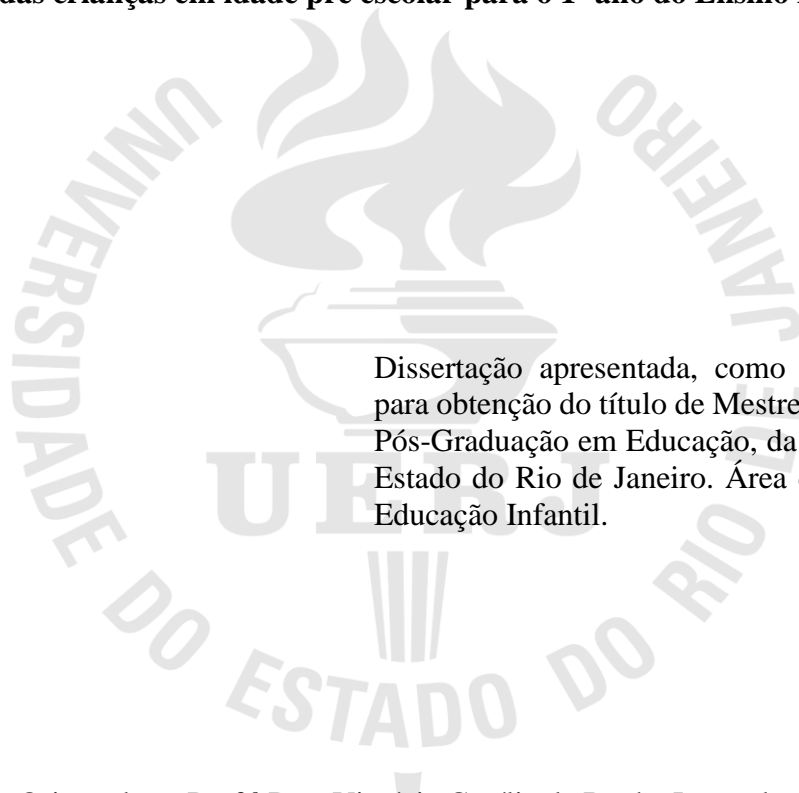 das crianças em idade pré escolar para o 1º ano do Ensino
UNIVERSIDADE DO ESTADO DO RIO DE JANEIRO
UERJ
Dissertação apresentada, como
para obtenção do título de Mestre
Pós-Graduação em Educação, da
Estado do Rio de Janeiro. Área
Educação Infantil.